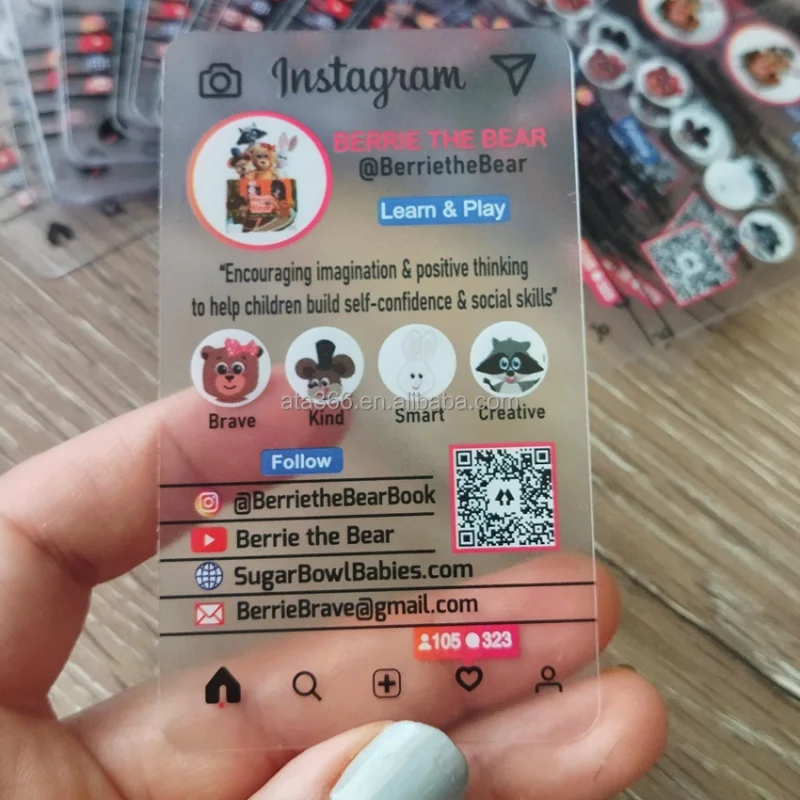 Instagram
BERRIE THE BEAR
@BerrietheBear
Learn & Play
"Encouraging imagination & positive thinking
to help children build self-confidence & social skills"
ata366.en.alibaba.com
Brave Kind Smart Creative
Follow
@BerrietheBearBook
Berrie the Bear
SugarBowlBabies.com
BerrieBrave@gmail.com
105 323